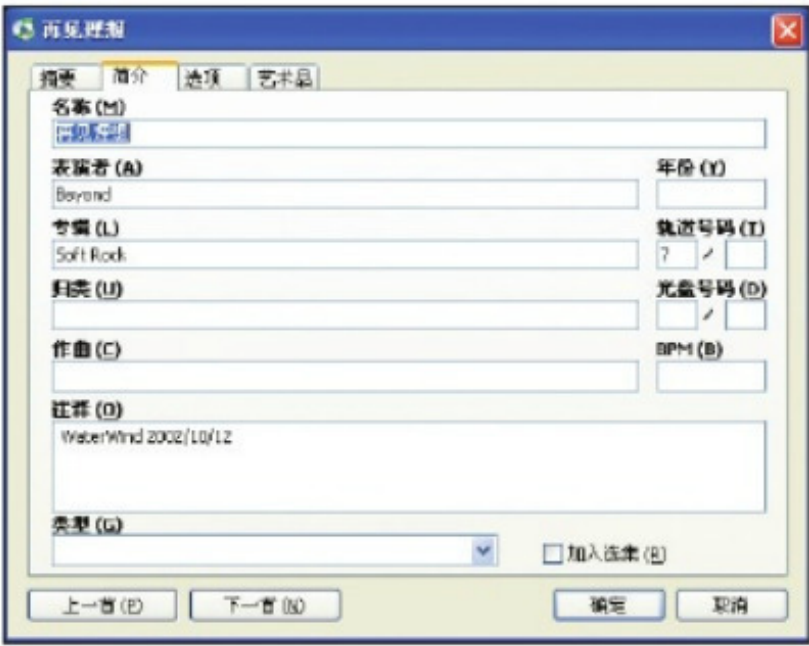 再见理想
摘要 简介 选项 艺术品
名称(M)
再见理想
表演者(A) 年份(Y)
Beyond
专辑(L) 轨道号码(T)
Soft Rock 7 /
归类(U) 光盘号码(D)
/
作曲(C) BPM(B)
注释(O)
WaterWind 2002/10/12
类型(G)
加入选集(R)
上一首(P) 下一首(N) 确定 取消